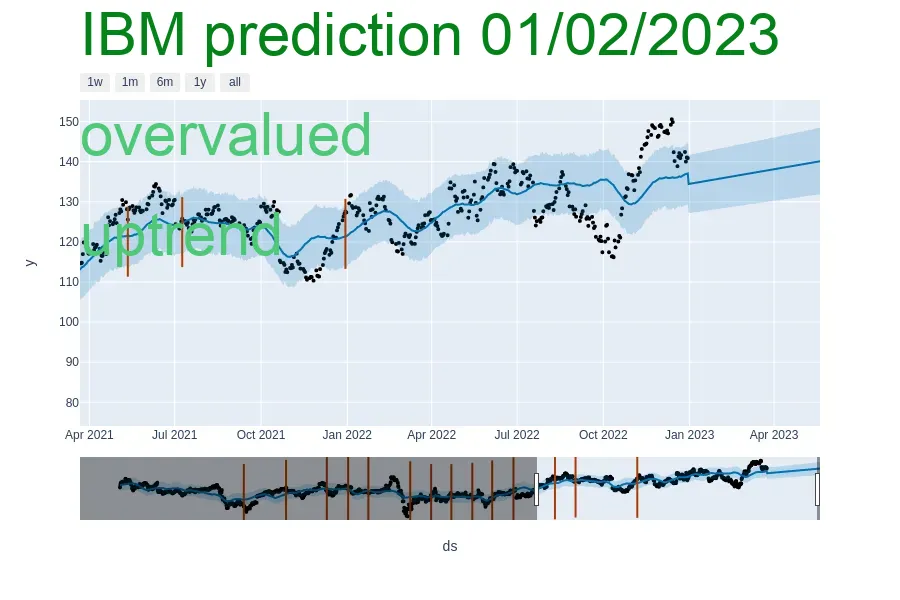 IBM prediction 01/02/2023
1w 1m 6m 1y all
overvalued
uptrend
150
140
130
120
110
100
90
80
y
Apr 2021 Jul 2021 Oct 2021 Jan 2022 Apr 2022 Jul 2022 Oct 2022 Jan 2023 Apr 2023
ds